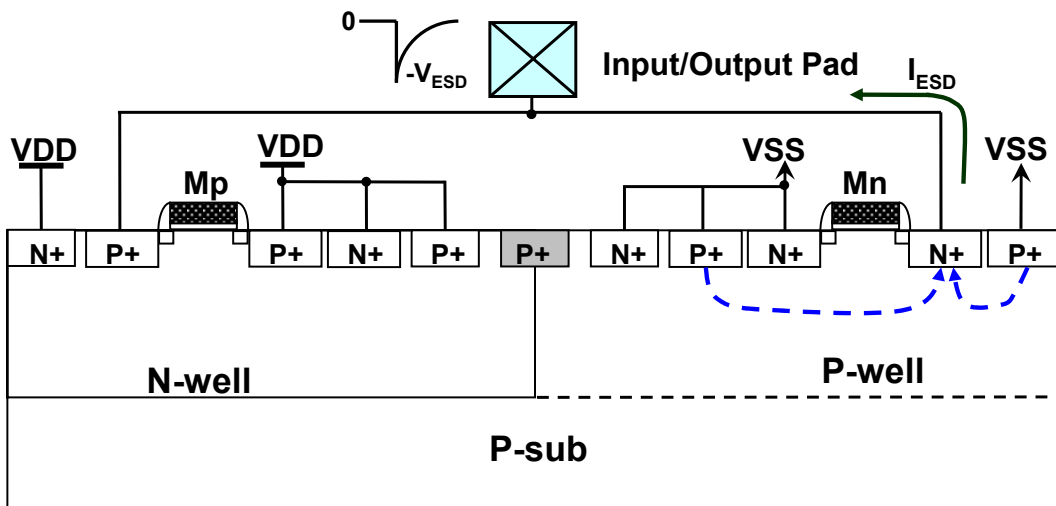 0
-VESD
Input/Output Pad
IESD
VDD
VDD
VSS
VSS
Mp
Mn
N+
P+
P+
N+
P+
P+
N+
P+
N+
N+
P+
N-well
P-well
P-sub